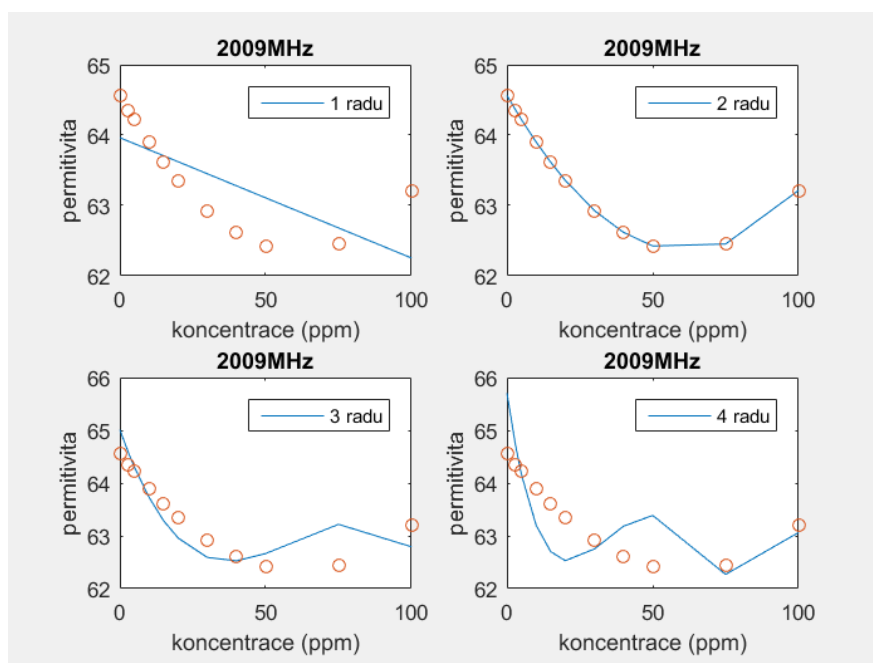 2009MHz
65
64
63
62
permitivita
1 radu
0
50
100
koncentrace (ppm)
2009MHz
65
64
63
62
permitivita
2 radu
0
50
100
koncentrace (ppm)
2009MHz
66
65
64
63
62
permitivita
3 radu
0
50
100
koncentrace (ppm)
2009MHz
66
65
64
63
62
permitivita
4 radu
0
50
100
koncentrace (ppm)